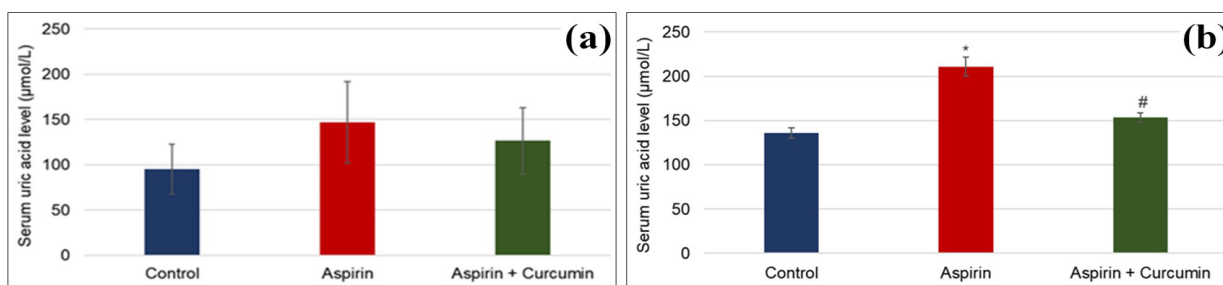 (a)
Serum uric acid level (µmol/L)
250
200
150
100
50
0
Control Aspirin Aspirin + Curcumin
(b)
Serum uric acid level (µmol/L)
250
200
150
100
50
0
*
#
Control Aspirin Aspirin + Curcumin